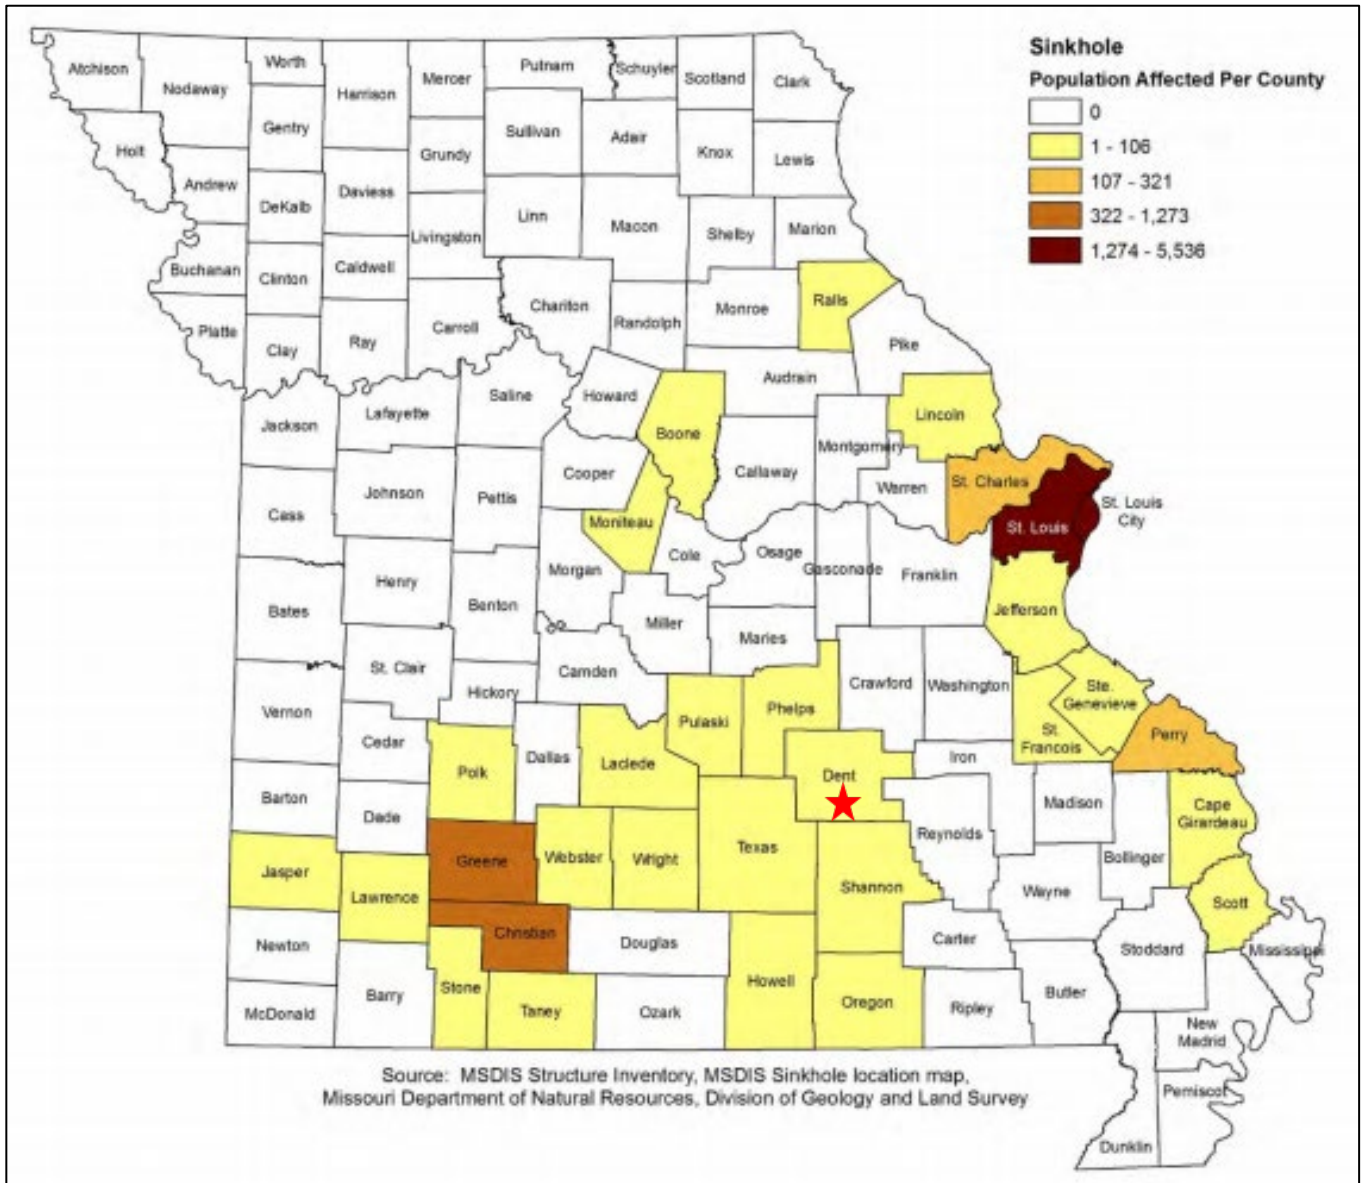 Sinkhole
Population Affected Per County
0
1 - 106
107 - 321
322 - 1,273
1,274 - 5,536
Atchison
Nodaway
Worth
Harrison
Mercer
Putnam
Schuyler
Scotland
Clark
Holt
Gentry
Grundy
Sullivan
Adair
Knox
Lewis
Andrew
DeKalb
Daviess
Livingston
Linn
Macon
Shelby
Marion
Buchanan
Clinton
Caldwell
Chariton
Randolph
Monroe
Ralls
Platte
Clay
Ray
Carroll
Pike
Audrain
Jackson
Lafayette
Saline
Howard
Boone
Lincoln
Cooper
Callaway
Montgomery
Warren
St. Charles
St. Louis
City
St. Louis
Cass
Johnson
Pettis
Moniteau
Cole
Osage
Gasconade
Franklin
Morgan
Henry
Benton
Jefferson
Bates
Miller
Maries
St. Clair
Hickory
Camden
Crawford
Washington
Ste.
Genevieve
Vernon
Pulaski
Phelps
St.
Francois
Perry
Cedar
Polk
Dallas
Laclede
Dent
Iron
Barton
Dade
Madison
Cape
Girardeau
Reynolds
Jasper
Greene
Webster
Wright
Texas
Bollinger
Lawrence
Shannon
Wayne
Scott
Newton
Christian
Douglas
Carter
Stoddard
Mississippi
McDonald
Barry
Stone
Taney
Ozark
Howell
Oregon
Ripley
Butler
New
Madrid
Pemiscot
Dunklin
Source: MSDIS Structure Inventory, MSDIS Sinkhole location map,
Missouri Department of Natural Resources, Division of Geology and Land Survey